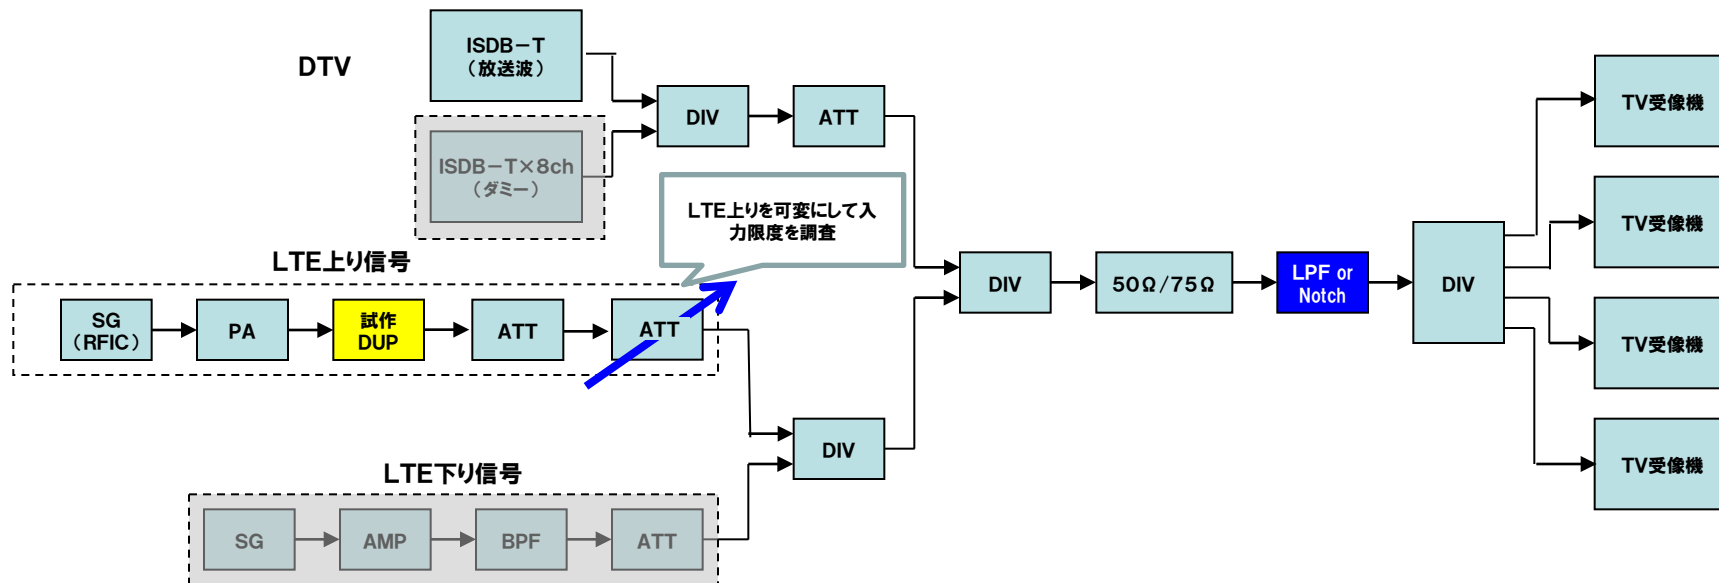 DTV
ISDB－T
（放送波）
ISDB－T×8ch
（ダミー）
DIV
ATT
LTE上りを可変にして入
力限度を調査
LTE上り信号
SG
（RFIC）
PA
試作
DUP
ATT
ATT
LTE下り信号
SG
AMP
BPF
ATT
DIV
DIV
50Ω/75Ω
LPF or
Notch
DIV
TV受像機
TV受像機
TV受像機
TV受像機